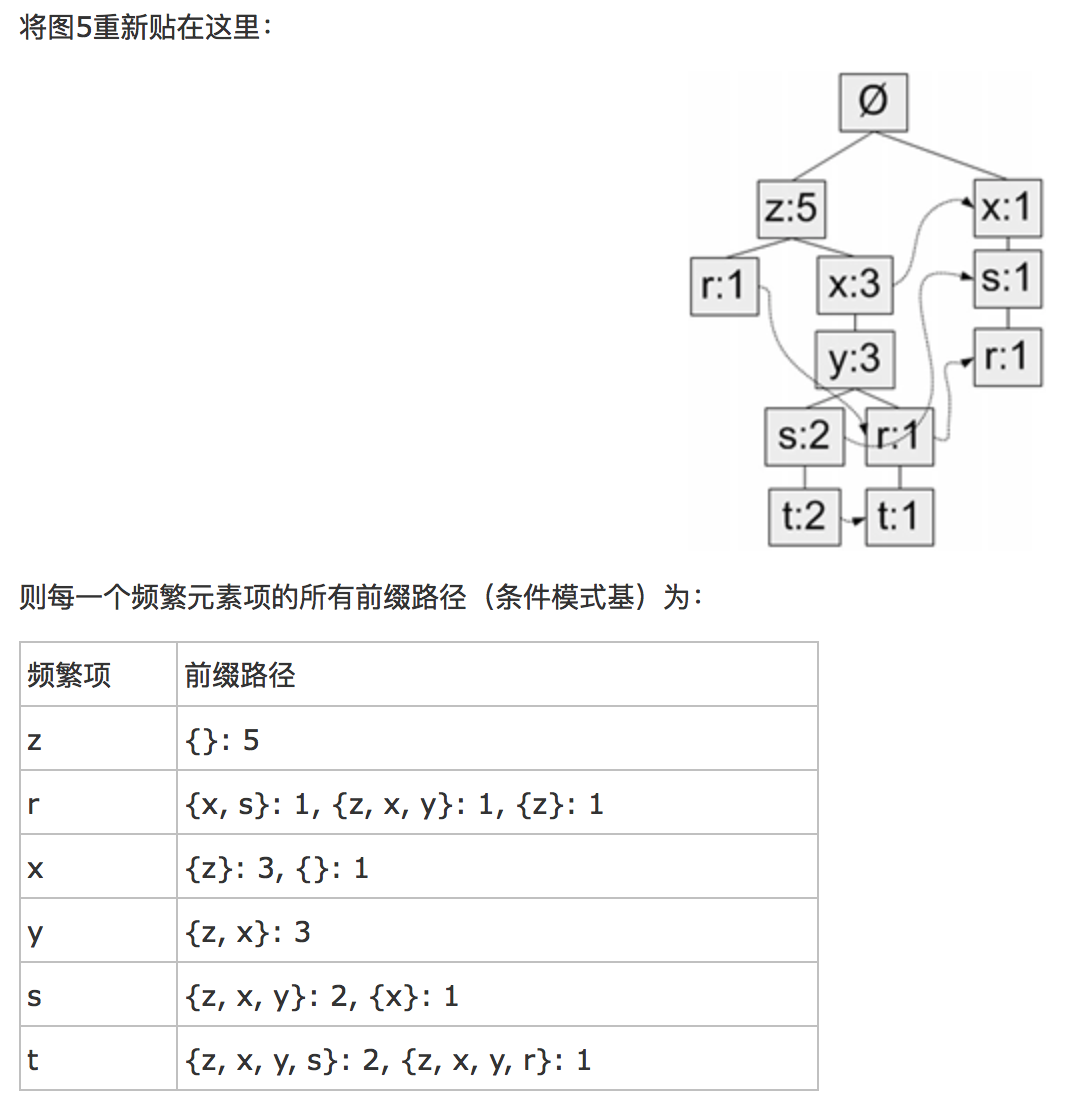 将图5重新贴在这里：
Ø
z:5
x:1
r:1
x:3
s:1
y:3
r:1
s:2
r:1
t:2
t:1
则每一个频繁元素项的所有前缀路径（条件模式基）为：
频繁项 前缀路径
z {}: 5
r {x, s}: 1, {z, x, y}: 1, {z}: 1
x {z}: 3, {}: 1
y {z, x}: 3
s {z, x, y}: 2, {x}: 1
t {z, x, y, s}: 2, {z, x, y, r}: 1